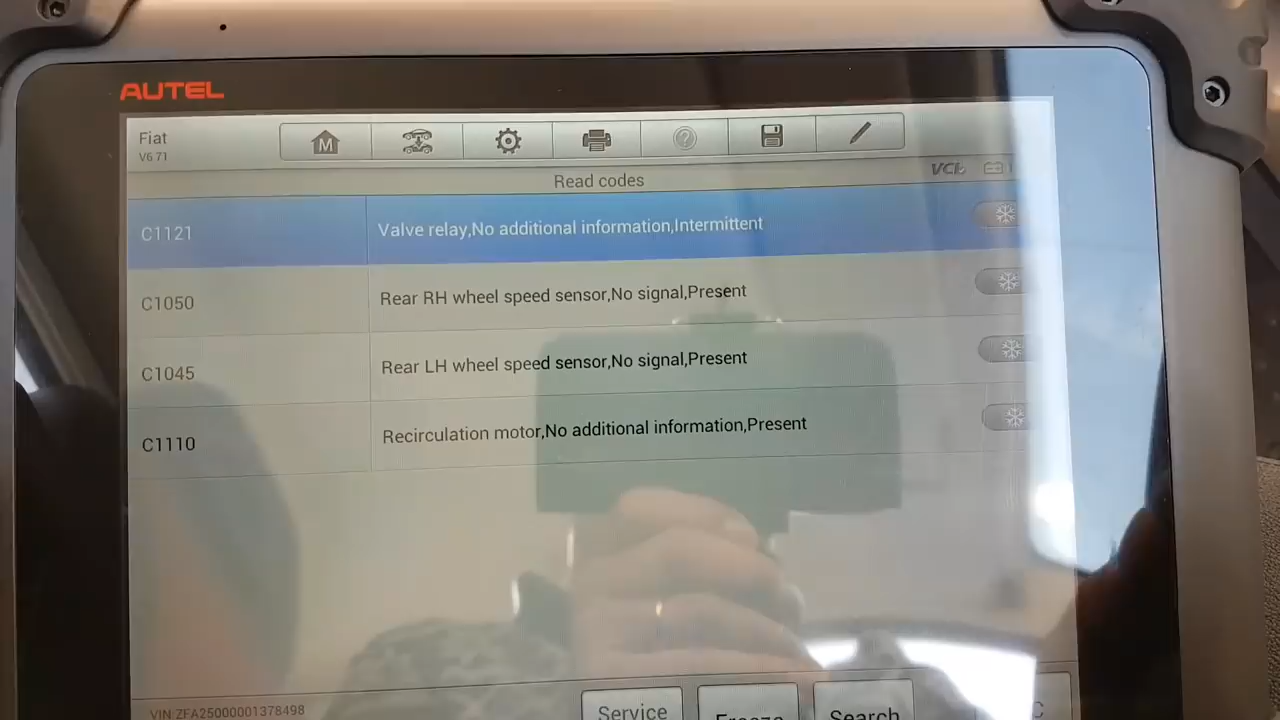 AUTEL
Fiat
V6.71
M
?
Read codes
VCI
C1121 Valve relay,No additional information,Intermittent
C1050 Rear RH wheel speed sensor,No signal,Present
C1045 Rear LH wheel speed sensor,No signal,Present
C1110 Recirculation motor,No additional information,Present
VIN:ZFA25000001378498
Service
Freeze
Search
C